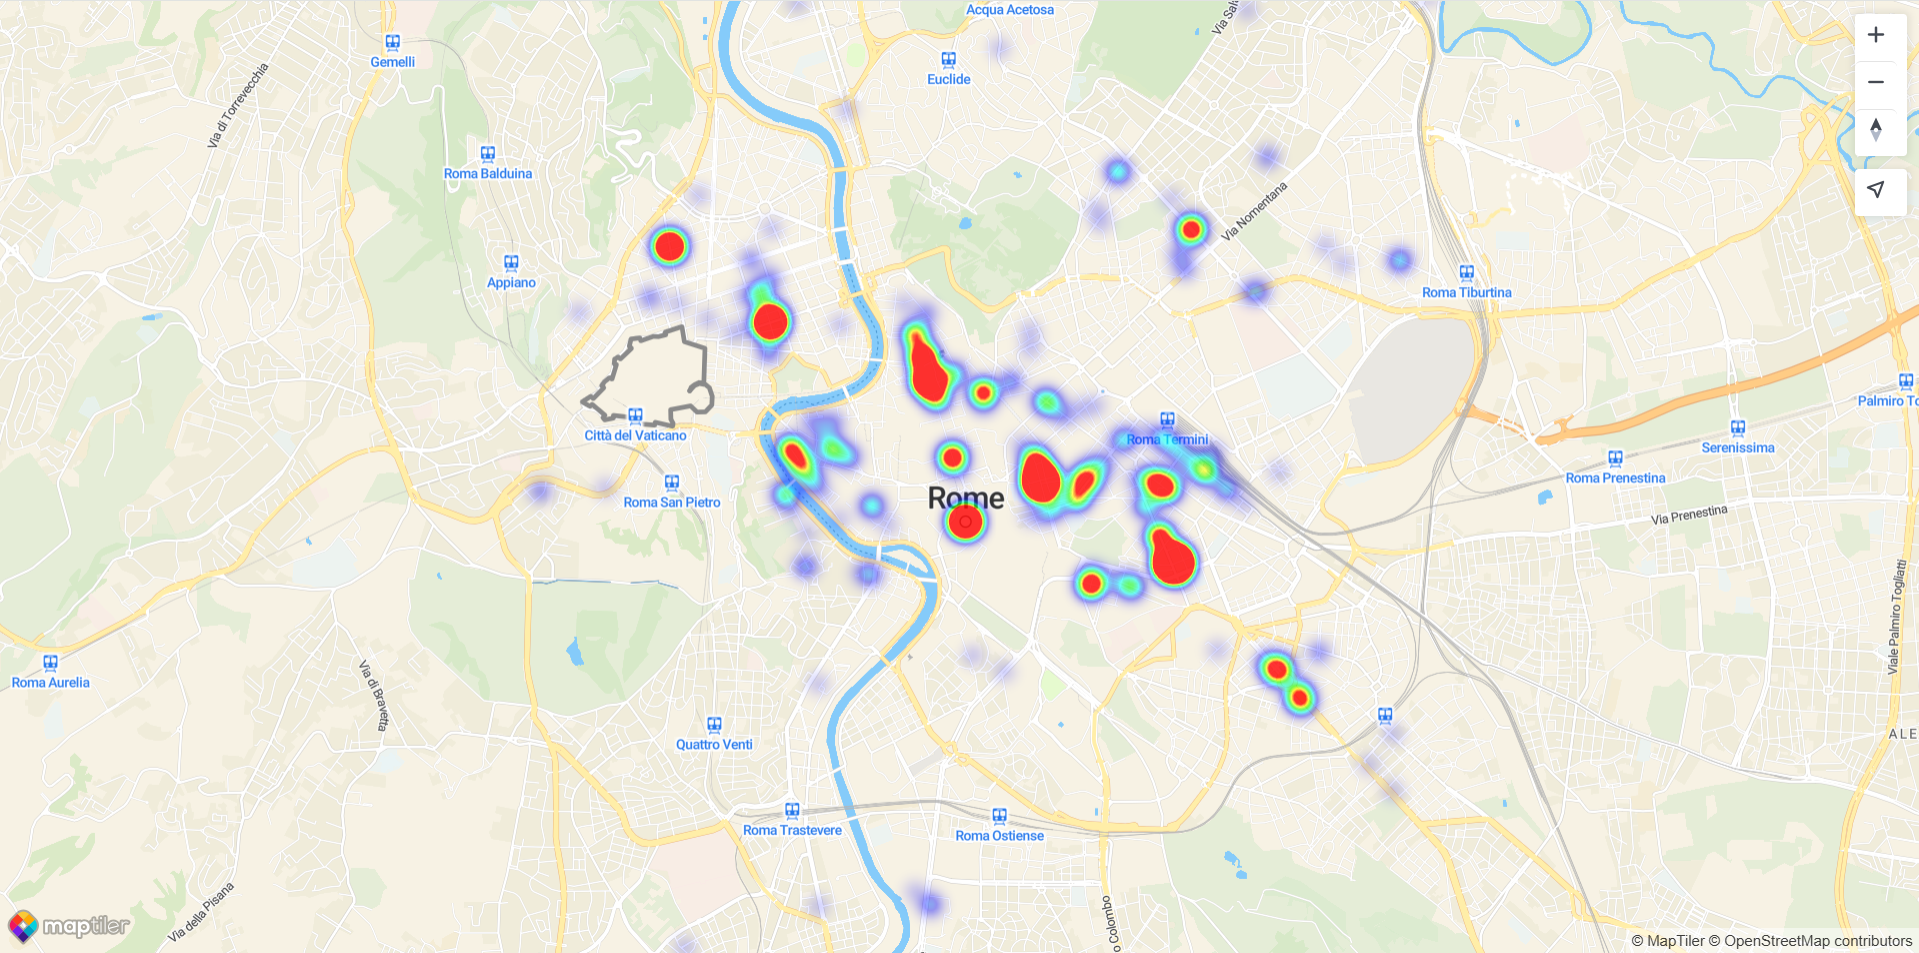 Acqua Acetosa
Via Sala
Gemelli
Euclide
Via di Torrevecchia
Roma Balduina
Via Nomentana
Appiano
Roma Tiburtina
Palmiro To
Città del Vaticano
Roma Termini
Serenissima
Roma San Pietro
Rome
Roma Prenestina
Via Prenestina
Viale Palmiro Togliatti
Roma Aurelia
Via di Bravetta
Quattro Venti
ALE
Roma Trastevere
Roma Ostiense
Via della Pisana
o Colombo
maptiler
© MapTiler © OpenStreetMap contributors